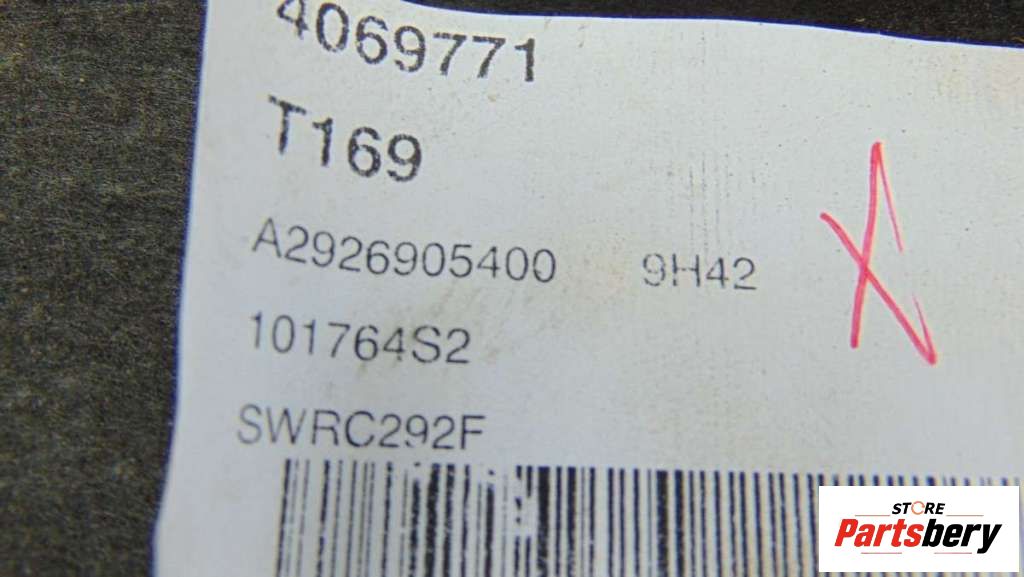 4069771
T169
A2926905400 9H42
101764S2
SWRC292F
STORE
Partsbery